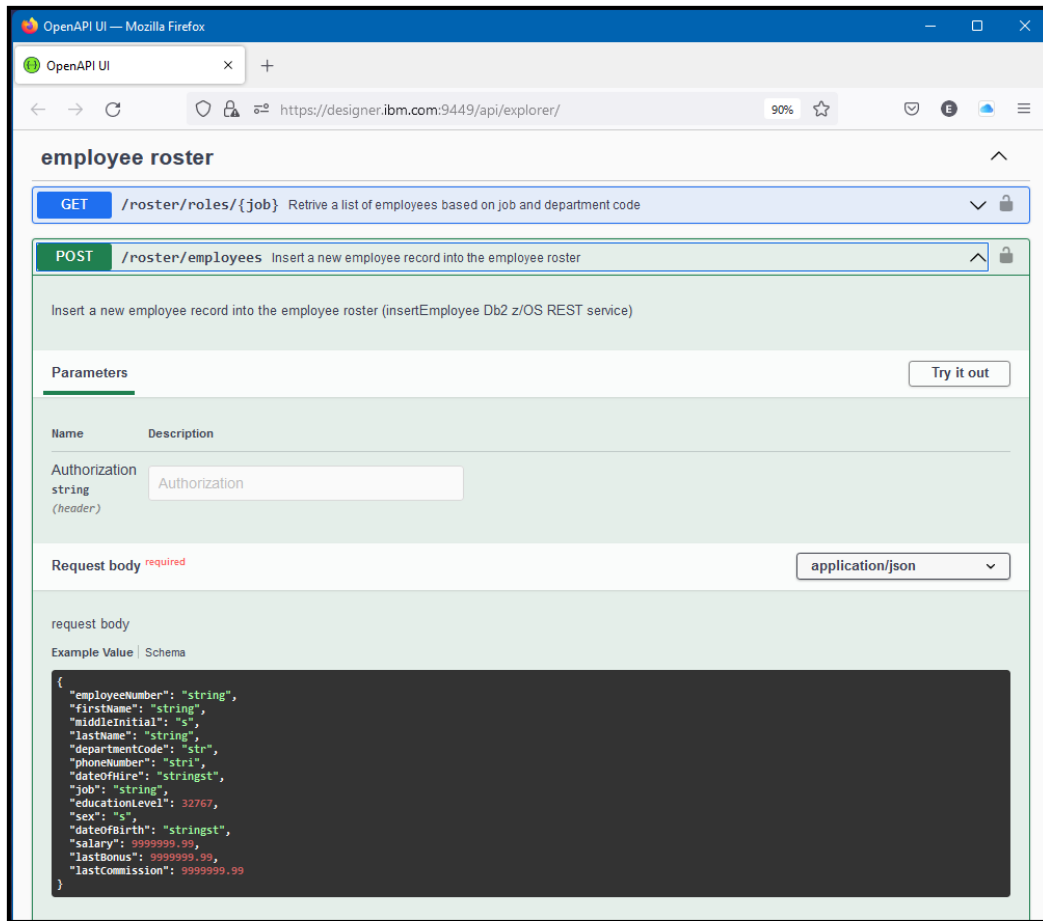 OpenAPI UI — Mozilla Firefox
OpenAPI UI
https://designer.ibm.com:9449/api/explorer/ 90% E
employee roster
GET /roster/roles/{job} Retrive a list of employees based on job and department code
POST /roster/employees Insert a new employee record into the employee roster
Insert a new employee record into the employee roster (insertEmployee Db2 z/OS REST service)
Parameters Try it out
Name Description
Authorization
string
(header)
Authorization
Request body required application/json
request body
Example Value Schema
{
"employeeNumber": "string",
"firstName": "string",
"middleInitial": "s",
"lastName": "string",
"departmentCode": "str",
"phoneNumber": "stri",
"dateOfHire": "stringst",
"job": "string",
"educationLevel": 32767,
"sex": "s",
"dateOfBirth": "stringst",
"salary": 9999999.99,
"lastBonus": 9999999.99,
"lastCommission": 9999999.99
}